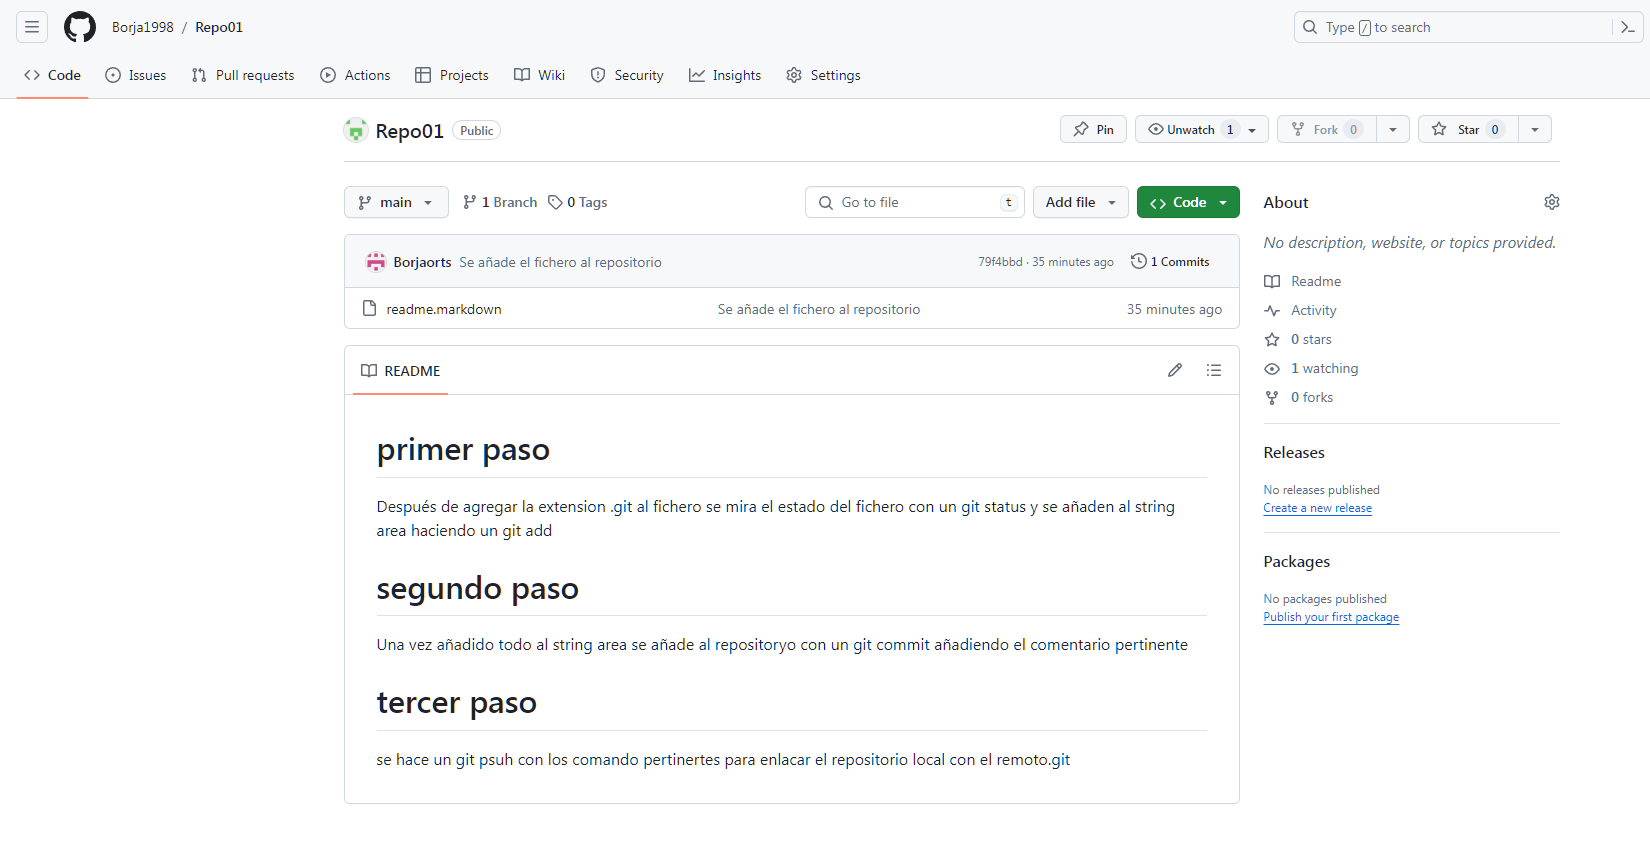 Borja1998 / Repo01
Type / to search
Code Issues Pull requests Actions Projects Wiki Security Insights Settings
Repo01 Public
Pin Unwatch 1 Fork 0 Star 0
main 1 Branch 0 Tags Go to file t Add file Code
Borjaorts Se añade el fichero al repositorio 79f4bbd · 35 minutes ago 1 Commits
readme.markdown Se añade el fichero al repositorio 35 minutes ago
README
primer paso
Después de agregar la extension .git al fichero se mira el estado del fichero con un git status y se añaden al string
area haciendo un git add
segundo paso
Una vez añadido todo al string area se añade al repositoryo con un git commit añadiendo el comentario pertinente
tercer paso
se hace un git psuh con los comando pertinertes para enlacar el repositorio local con el remoto.git
About
No description, website, or topics provided.
Readme
Activity
0 stars
1 watching
0 forks
Releases
No releases published
Create a new release
Packages
No packages published
Publish your first package